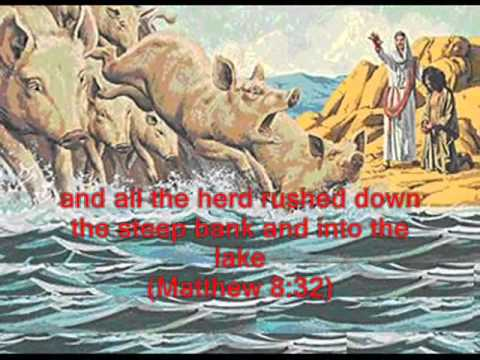 and all the herd rushed down
the steep bank and into the
lake
(Matthew 8:32)